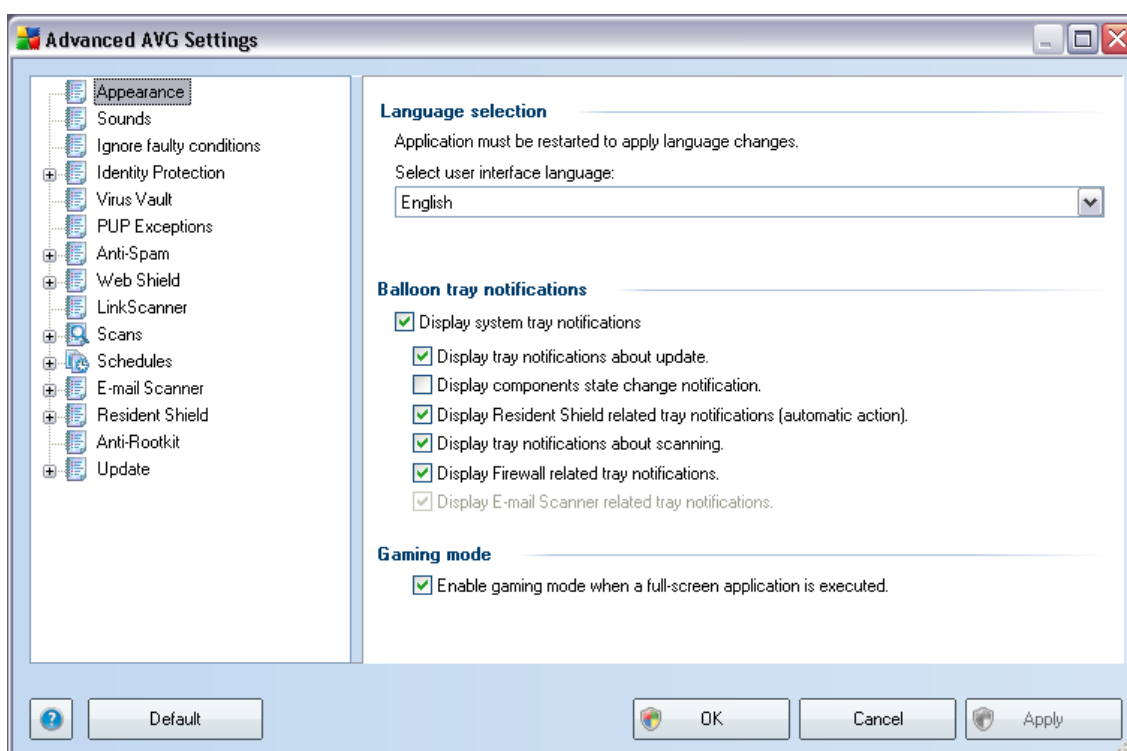 Advanced AVG Settings
Appearance
Sounds
Ignore faulty conditions
Identity Protection
Virus Vault
PUP Exceptions
Anti-Spam
Web Shield
LinkScanner
Scans
Schedules
E-mail Scanner
Resident Shield
Anti-Rootkit
Update
Language selection
Application must be restarted to apply language changes.
Select user interface language:
English
Balloon tray notifications
Display system tray notifications
Display tray notifications about update.
Display components state change notification.
Display Resident Shield related tray notifications (automatic action).
Display tray notifications about scanning.
Display Firewall related tray notifications.
Display E-mail Scanner related tray notifications.
Gaming mode
Enable gaming mode when a full-screen application is executed.
? Default OK Cancel Apply